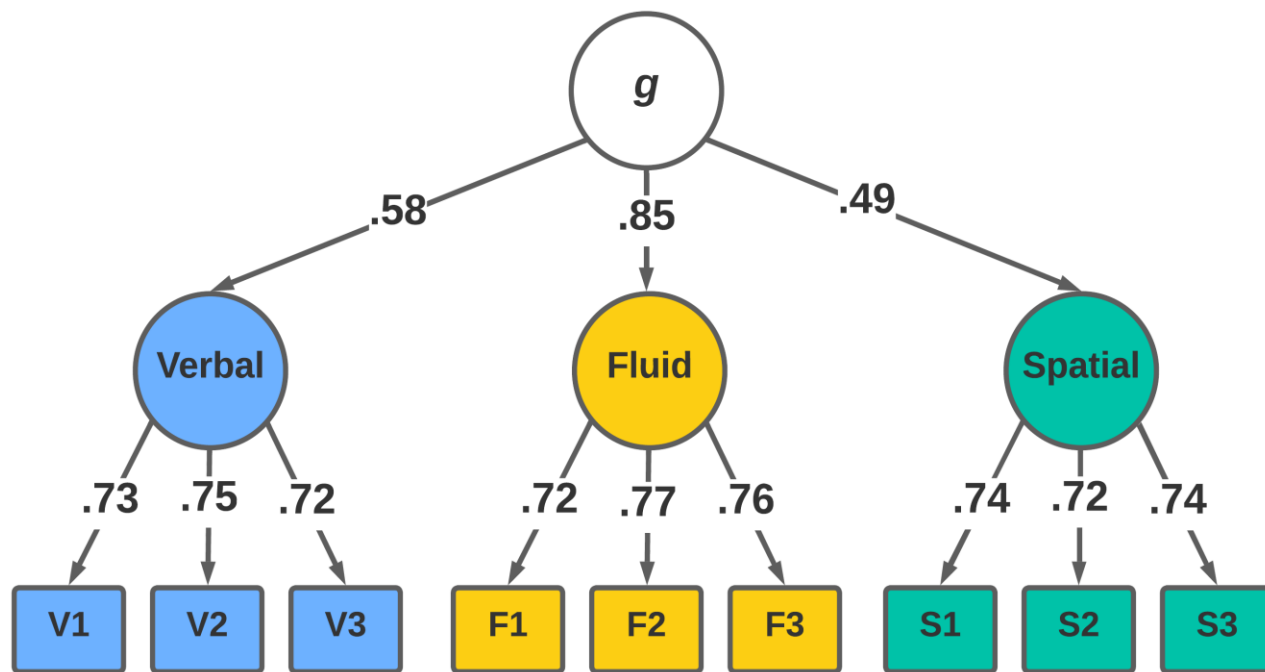 g
.58
.85
.49
Verbal
Fluid
Spatial
.73 .75 .72
.72 .77 .76
.74 .72 .74
V1 V2 V3
F1 F2 F3
S1 S2 S3